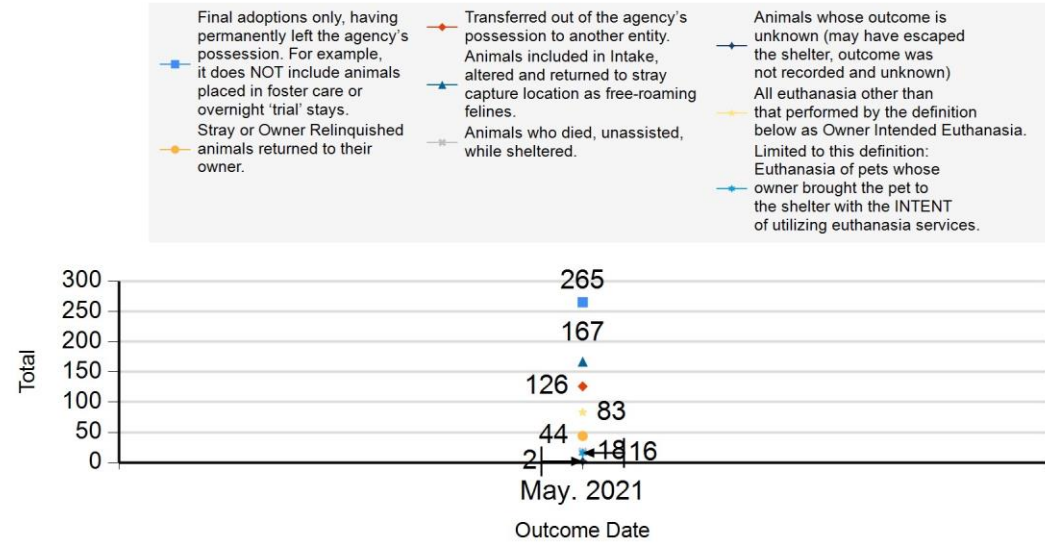 Final adoptions only, having
permanently left the agency's
possession. For example,
it does NOT include animals
placed in foster care or
overnight ‘trial’ stays.
Stray or Owner Relinquished
animals returned to their
owner.
Transferred out of the agency’s
possession to another entity.
Animals included in Intake,
altered and returned to stray
capture location as free-roaming
felines.
Animals who died, unassisted,
while sheltered.
Animals whose outcome is
unknown (may have escaped
the shelter, outcome was
not recorded and unknown)
All euthanasia other than
that performed by the definition
below as Owner Intended Euthanasia.
Limited to this definition:
Euthanasia of pets whose
owner brought the pet to
the shelter with the INTENT
of utilizing euthanasia services.
300
250
200
150
100
50
0
Total
265
167
126
83
44
18
16
2
May. 2021
Outcome Date